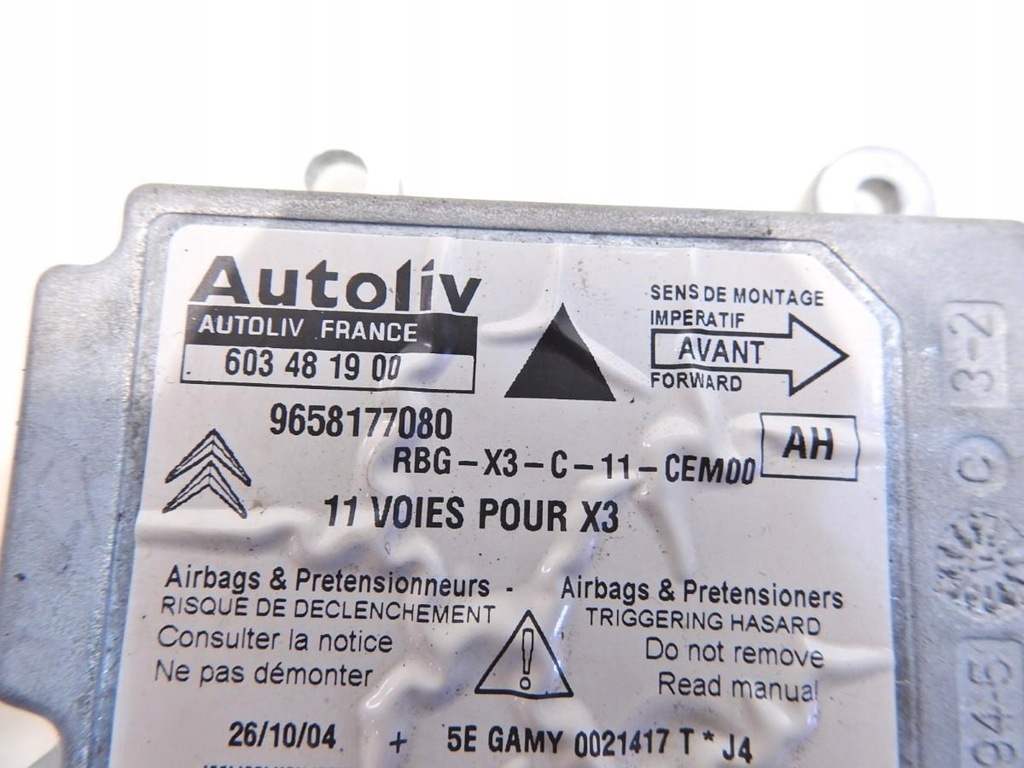 Autoliv
AUTOLIV FRANCE
603 48 19 00
SENS DE MONTAGE
IMPERATIF
AVANT
FORWARD
9658177080
AH
RBG-X3-C-11-CEM00
11 VOIES POUR X3
Airbags & Pretensionneurs -
RISQUE DE DECLENCHEMENT
Consulter la notice
Ne pas démonter
Airbags & Pretensioners
TRIGGERING HASARD
Do not remove
Read manual
!
26/10/04 + 5E GAMY 0021417 T * J4
3-2
94-5